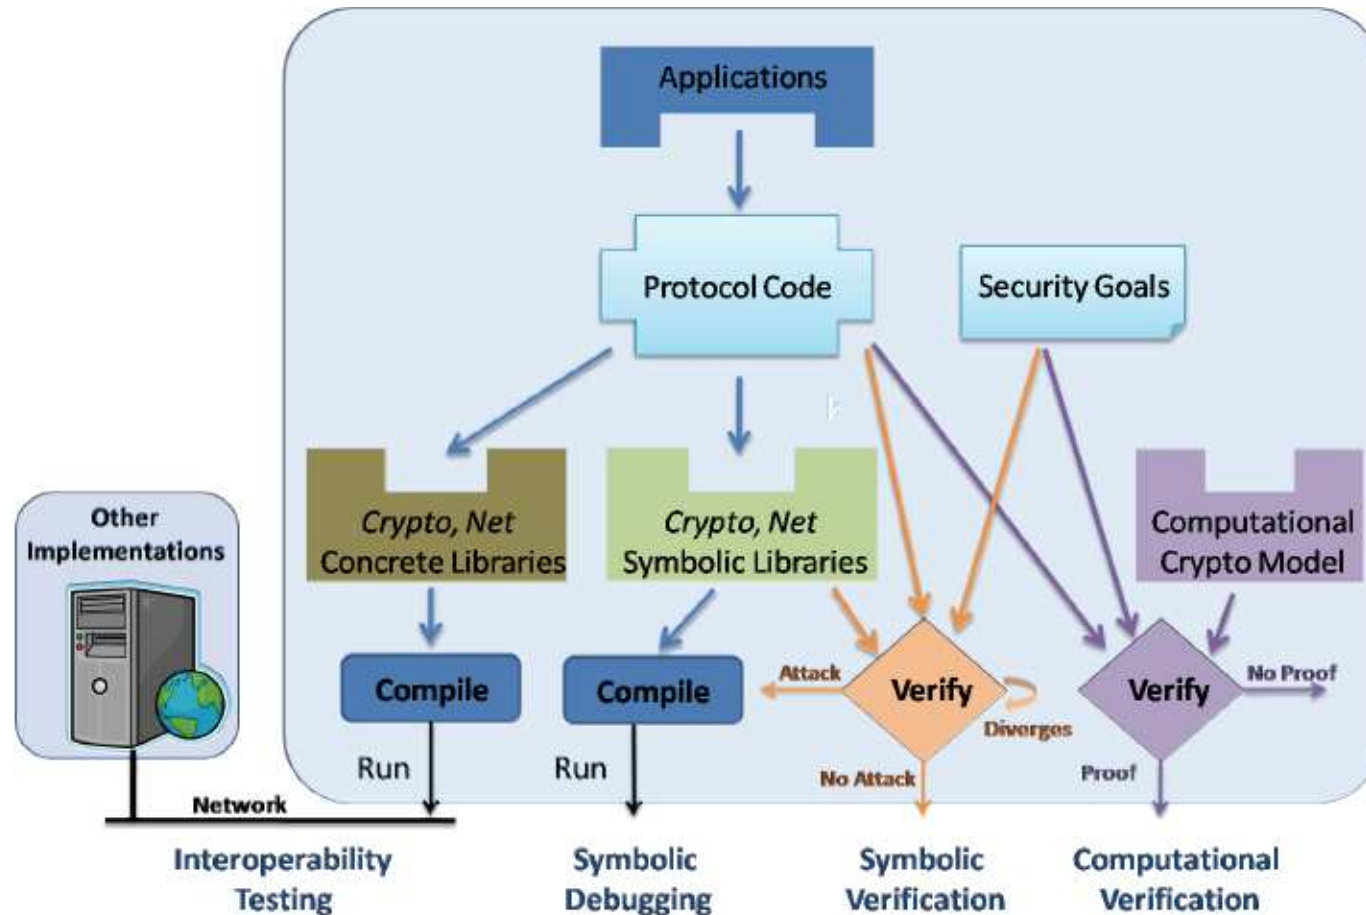 Applications
Protocol Code
Security Goals
Other
Implementations
Crypto, Net
Concrete Libraries
Crypto, Net
Symbolic Libraries
Computational
Crypto Model
Compile
Compile
Attack
Verify
Diverges
Verify
No Proof
Run
Run
No Attack
Proof
Network
Interoperability
Testing
Symbolic
Debugging
Symbolic
Verification
Computational
Verification